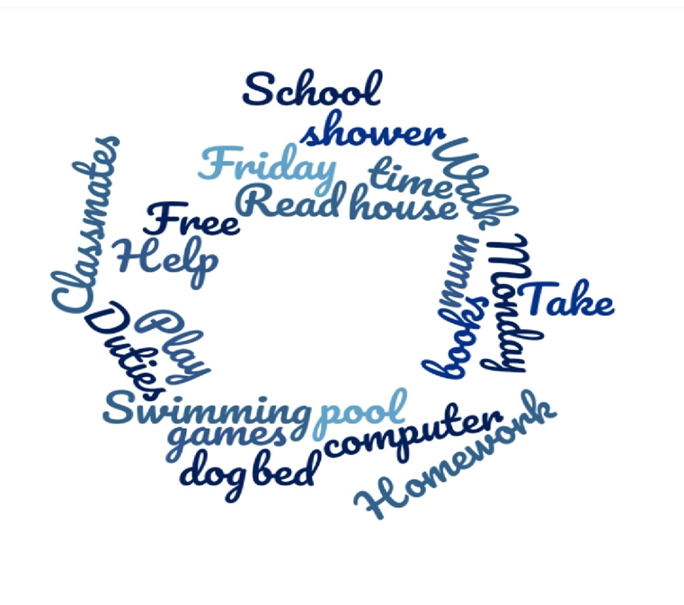 School
shower
Walk
Friday
time
Read house
Classmates
Free
Help
mum
Monday
Take
books
Duties
Play
Swimming pool
games
computer
Homework
dog bed